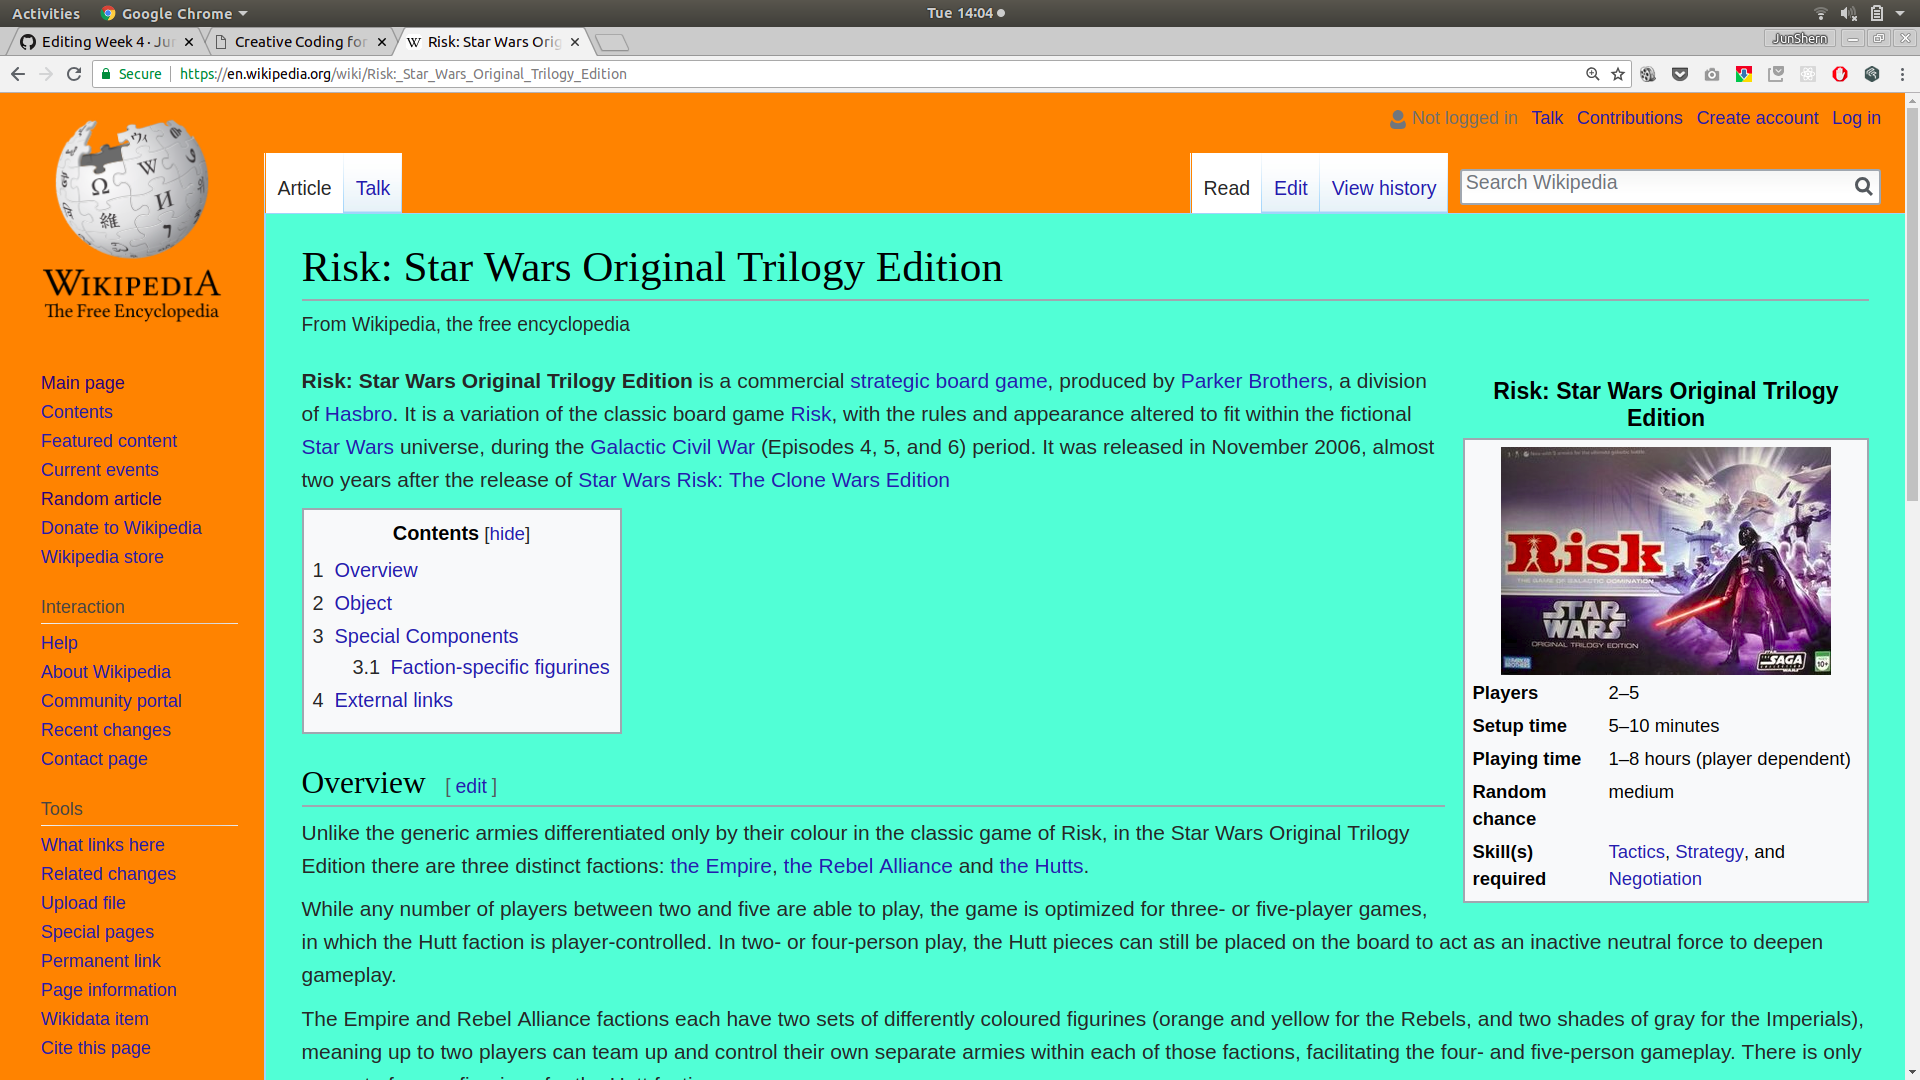 Activities
Google Chrome
Tue 14:04
Editing Week 4 · Jun
Creative Coding for
Risk: Star Wars Orig
JunShern
Secure
https://en.wikipedia.org/wiki/Risk:_Star_Wars_Original_Trilogy_Edition
Not logged in Talk Contributions Create account Log in
Article Talk
Read Edit View history
Search Wikipedia
WIKIPEDIA
The Free Encyclopedia
Main page
Contents
Featured content
Current events
Random article
Donate to Wikipedia
Wikipedia store
Interaction
Help
About Wikipedia
Community portal
Recent changes
Contact page
Tools
What links here
Related changes
Upload file
Special pages
Permanent link
Page information
Wikidata item
Cite this page
Risk: Star Wars Original Trilogy Edition
From Wikipedia, the free encyclopedia
Risk: Star Wars Original Trilogy Edition is a commercial strategic board game, produced by Parker Brothers, a division
of Hasbro. It is a variation of the classic board game Risk, with the rules and appearance altered to fit within the fictional
Star Wars universe, during the Galactic Civil War (Episodes 4, 5, and 6) period. It was released in November 2006, almost
two years after the release of Star Wars Risk: The Clone Wars Edition
Contents [hide]
1 Overview
2 Object
3 Special Components
3.1 Faction-specific figurines
4 External links
Risk: Star Wars Original Trilogy
Edition
Risk
THE GAME OF GALACTIC DOMINATION
STAR
WARS
ORIGINAL TRILOGY EDITION
SAGA
10+
Players 2–5
Setup time 5–10 minutes
Playing time 1–8 hours (player dependent)
Random medium
chance
Skill(s) Tactics, Strategy, and
required Negotiation
Overview [ edit ]
Unlike the generic armies differentiated only by their colour in the classic game of Risk, in the Star Wars Original Trilogy
Edition there are three distinct factions: the Empire, the Rebel Alliance and the Hutts.
While any number of players between two and five are able to play, the game is optimized for three- or five-player games,
in which the Hutt faction is player-controlled. In two- or four-person play, the Hutt pieces can still be placed on the board to act as an inactive neutral force to deepen
gameplay.
The Empire and Rebel Alliance factions each have two sets of differently coloured figurines (orange and yellow for the Rebels, and two shades of gray for the Imperials),
meaning up to two players can team up and control their own separate armies within each of those factions, facilitating the four- and five-person gameplay. There is only